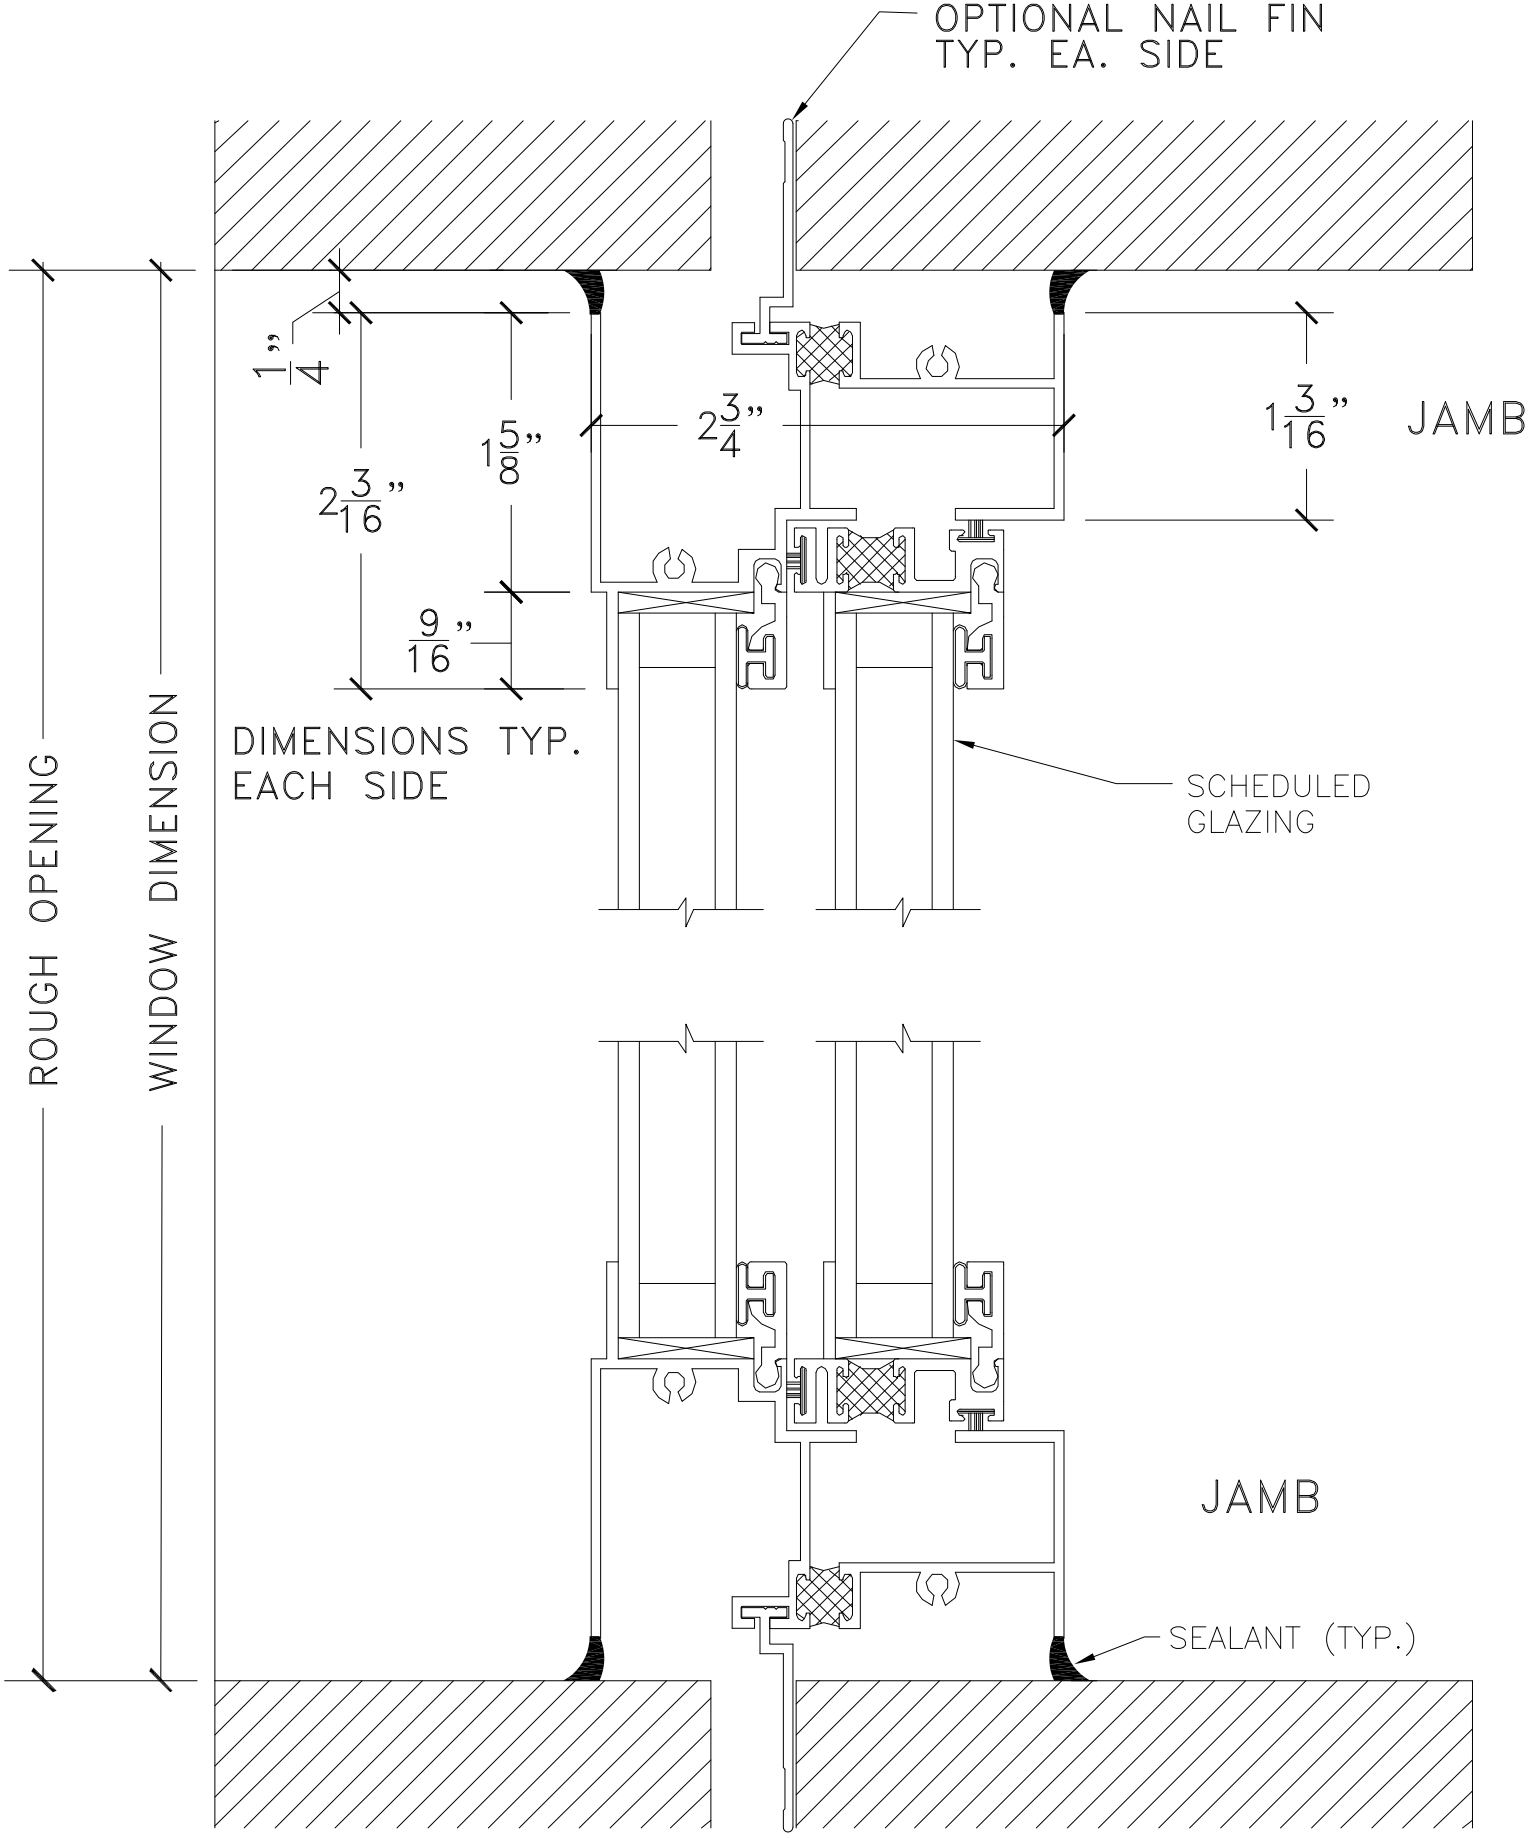 OPTIONAL NAIL FIN
TYP. EA. SIDE
1/4"
2 3/4"
1 3/16"
JAMB
1 5/8"
2 3/16"
9/16"
DIMENSIONS TYP.
EACH SIDE
ROUGH OPENING
WINDOW DIMENSION
SCHEDULED
GLAZING
JAMB
SEALANT (TYP.)